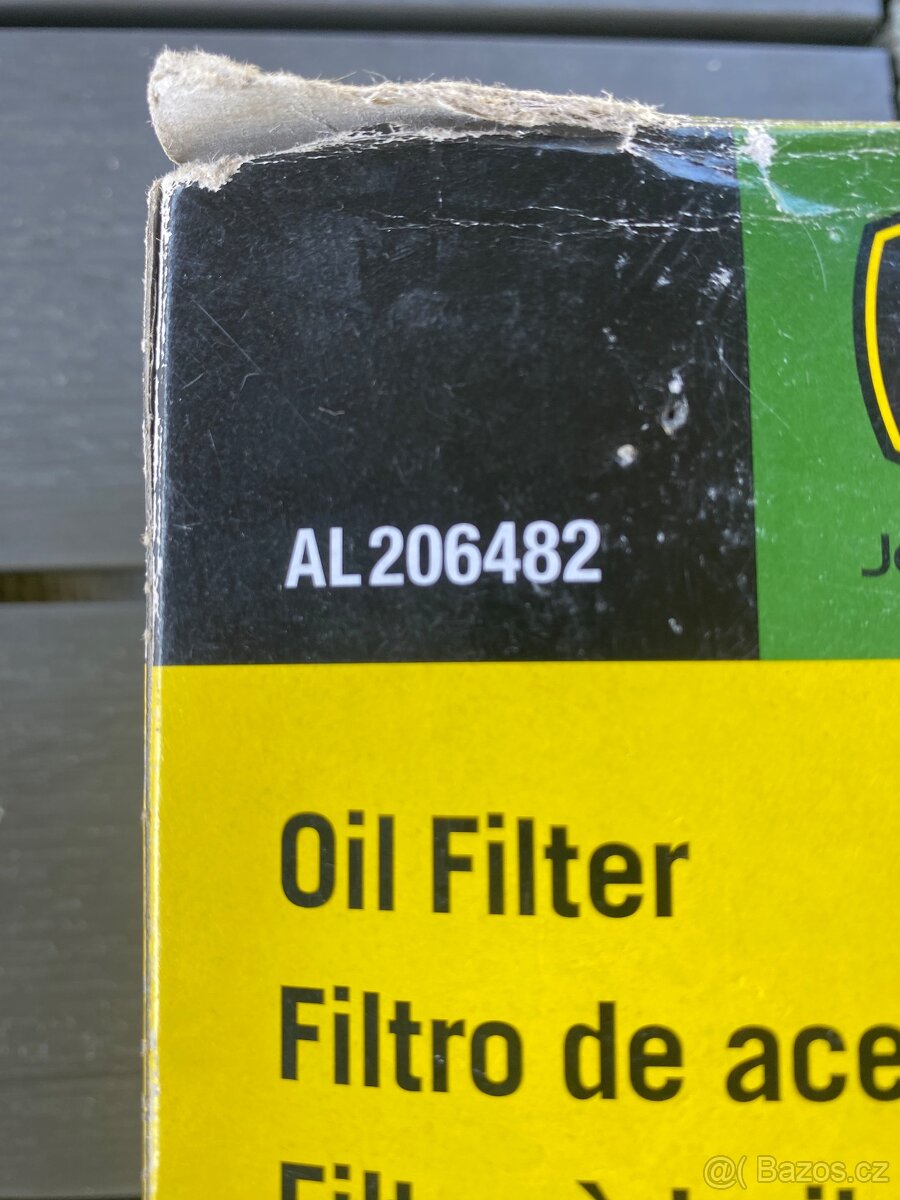 AL206482
Oil Filter
Filtro de ace
@( Bazos.cz